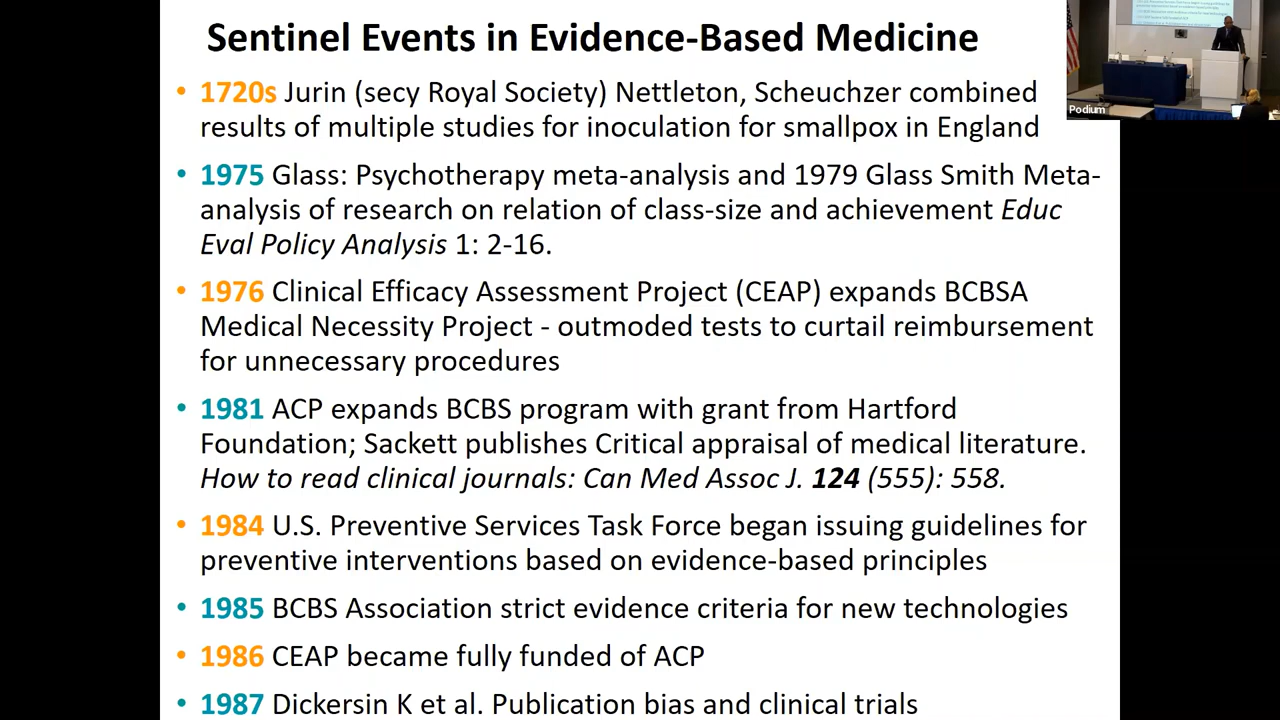 Sentinel Events in Evidence-Based Medicine
• 1720s Jurin (secy Royal Society) Nettleton, Scheuchzer combined
results of multiple studies for inoculation for smallpox in England
• 1975 Glass: Psychotherapy meta-analysis and 1979 Glass Smith Meta-
analysis of research on relation of class-size and achievement Educ
Eval Policy Analysis 1: 2-16.
• 1976 Clinical Efficacy Assessment Project (CEAP) expands BCBSA
Medical Necessity Project - outmoded tests to curtail reimbursement
for unnecessary procedures
• 1981 ACP expands BCBS program with grant from Hartford
Foundation; Sackett publishes Critical appraisal of medical literature.
How to read clinical journals: Can Med Assoc J. 124 (555): 558.
• 1984 U.S. Preventive Services Task Force began issuing guidelines for
preventive interventions based on evidence-based principles
• 1985 BCBS Association strict evidence criteria for new technologies
• 1986 CEAP became fully funded of ACP
• 1987 Dickersin K et al. Publication bias and clinical trials
Podium